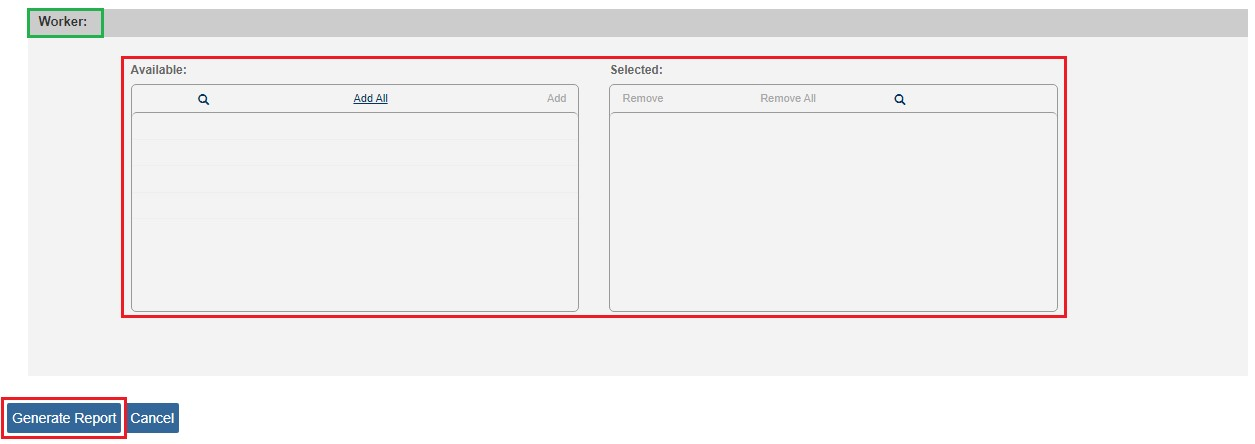 Worker:
Available: Selected:
Add All Add Remove Remove All
Generate Report Cancel